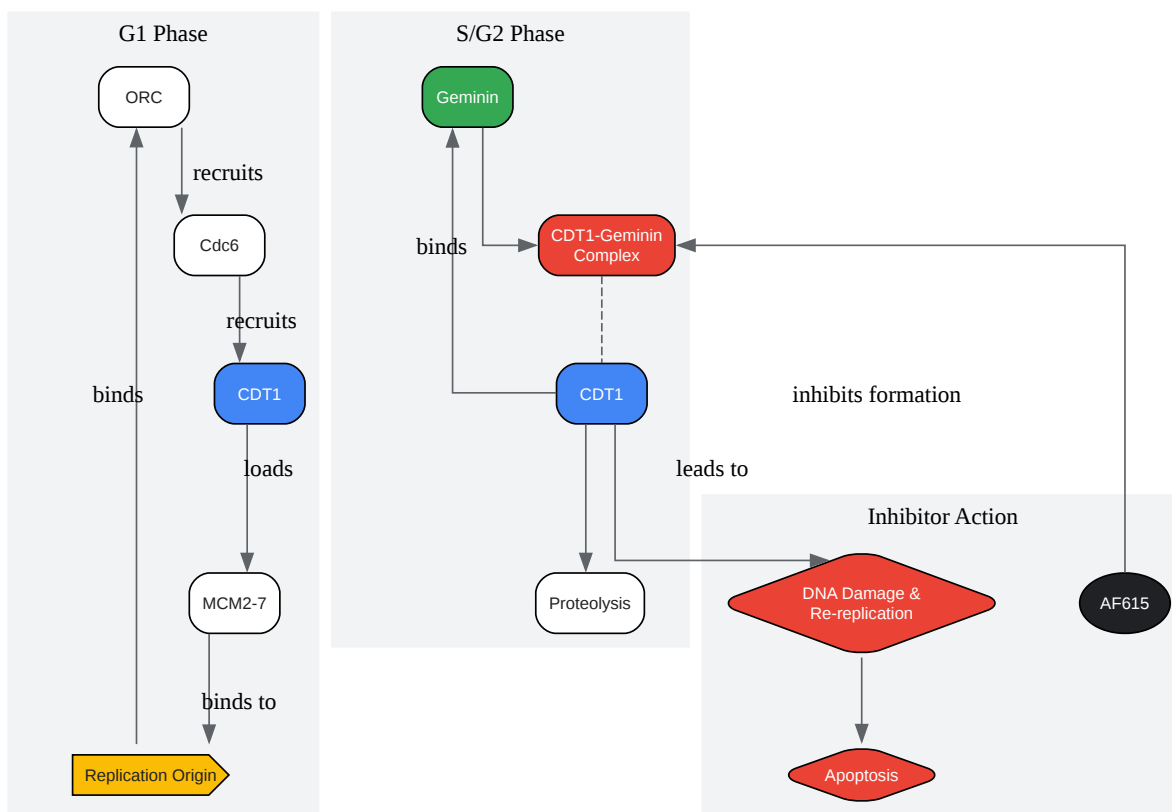 G1 Phase
ORC
recruits
Cdc6
recruits
CDT1
binds
loads
MCM2-7
binds to
Replication Origin
S/G2 Phase
Geminin
binds
CDT1-Geminin
Complex
CDT1
inhibits formation
leads to
Proteolysis
Inhibitor Action
DNA Damage &
Re-replication
AF615
Apoptosis